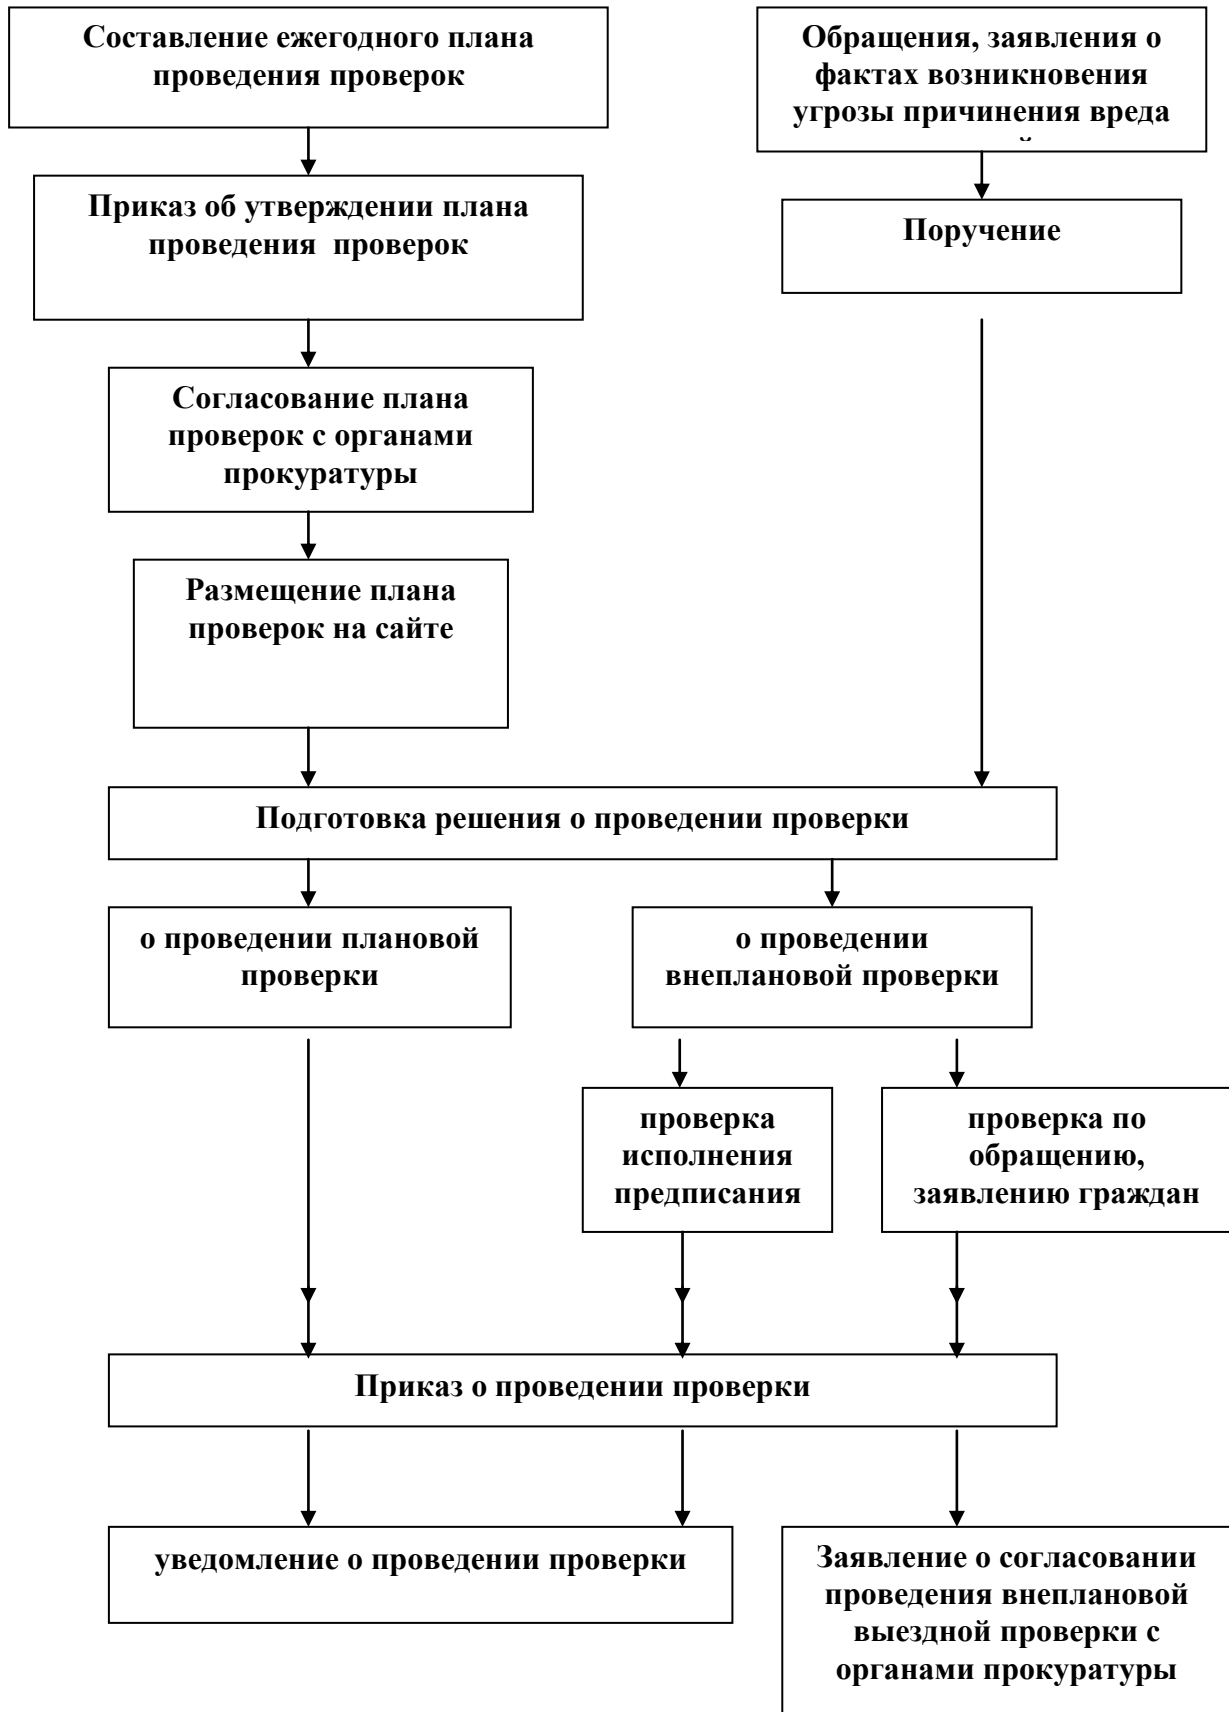 Составление ежегодного плана
проведения проверок
Обращения, заявления о
фактах возникновения
угрозы причинения вреда
Приказ об утверждении плана
проведения  проверок
Поручение
Согласование плана
проверок с органами
прокуратуры
Размещение плана
проверок на сайте
Подготовка решения о проведении проверки
о проведении плановой
проверки
о проведении
внеплановой проверки
проверка
исполнения
предписания
проверка по
обращению,
заявлению граждан
Приказ о проведении проверки
уведомление о проведении проверки
Заявление о согласовании
проведения внеплановой
выездной проверки с
органами прокуратуры